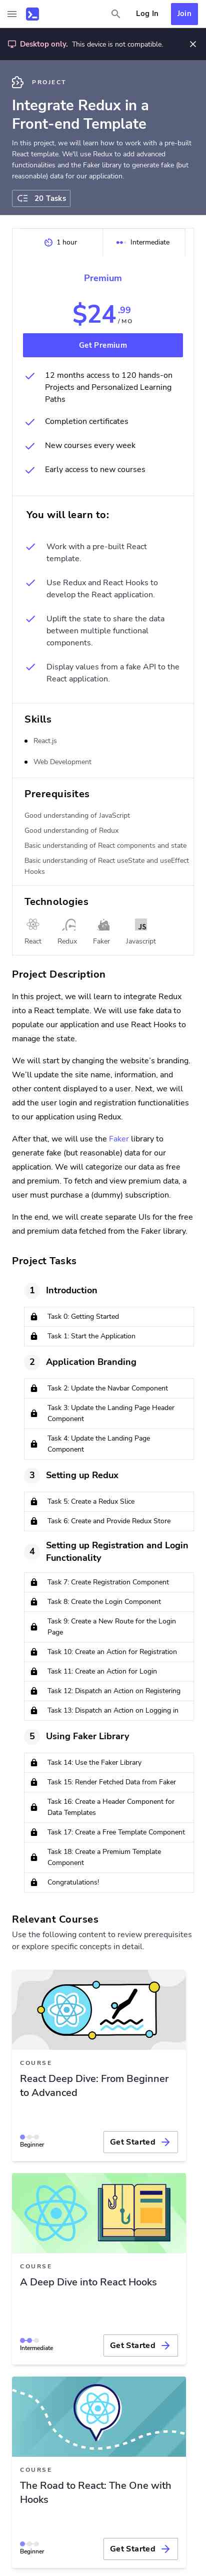 Log In
Join
Desktop only. This device is not compatible.
PROJECT
Integrate Redux in a
Front-end Template
In this project, we will learn how to work with a pre-built
React template. We'll use Redux to add advanced
functionalities and the Faker library to generate fake (but
reasonable) data for our application.
20 Tasks
1 hour
Intermediate
Premium
$24.99
/MO
Get Premium
12 months access to 120 hands-on
Projects and Personalized Learning
Paths
Completion certificates
New courses every week
Early access to new courses
You will learn to:
Work with a pre-built React
template.
Use Redux and React Hooks to
develop the React application.
Uplift the state to share the data
between multiple functional
components.
Display values from a fake API to the
React application.
Skills
React.js
Web Development
Prerequisites
Good understanding of JavaScript
Good understanding of Redux
Basic understanding of React components and state
Basic understanding of React useState and useEffect
Hooks
Technologies
JS
React
Redux
Faker
Javascript
Project Description
In this project, we will learn to integrate Redux
into a React template. We will use fake data to
populate our application and use React Hooks to
manage the state.
We will start by changing the website's branding.
We'll update the site name, information, and
other content displayed to a user. Next, we will
add the user login and registration functionalities
to our application using Redux.
After that, we will use the Faker library to
generate fake (but reasonable) data for our
application. We will categorize our data as free
and premium. To fetch and view premium data, a
user must purchase a (dummy) subscription.
In the end, we will create separate UIs for the free
and premium data fetched from the Faker library.
Project Tasks
1 Introduction
Task 0: Getting Started
Task 1: Start the Application
2 Application Branding
Task 2: Update the Navbar Component
Task 3: Update the Landing Page Header
Component
Task 4: Update the Landing Page
Component
3 Setting up Redux
Task 5: Create a Redux Slice
Task 6: Create and Provide Redux Store
4 Setting up Registration and Login
Functionality
Task 7: Create Registration Component
Task 8: Create the Login Component
Task 9: Create a New Route for the Login
Page
Task 10: Create an Action for Registration
Task 11: Create an Action for Login
Task 12: Dispatch an Action on Registering
Task 13: Dispatch an Action on Logging in
5 Using Faker Library
Task 14: Use the Faker Library
Task 15: Render Fetched Data from Faker
Task 16: Create a Header Component for
Data Templates
Task 17: Create a Free Template Component
Task 18: Create a Premium Template
Component
Congratulations!
Relevant Courses
Use the following content to review prerequisites
or explore specific concepts in detail.
COURSE
React Deep Dive: From Beginner
to Advanced
Beginner
Get Started
COURSE
A Deep Dive into React Hooks
Intermediate
Get Started
COURSE
The Road to React: The One with
Hooks
Beginner
Get Started